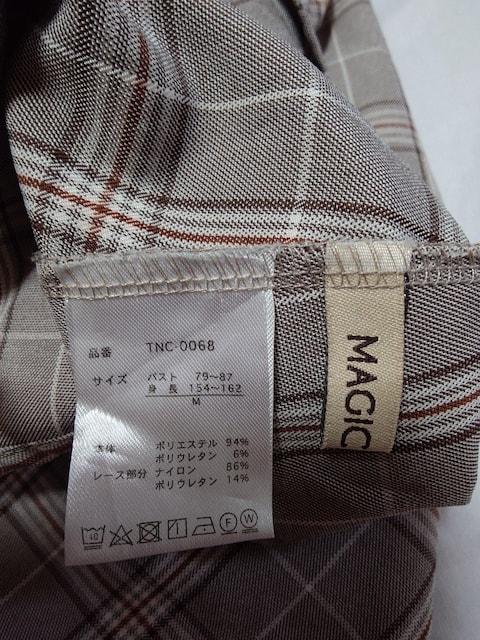 品番 TNC-0068
サイズ バスト 79～87
身長 154～162
M
本体 ポリエステル 94%
ポリウレタン 6%
レース部分 ナイロン 86%
ポリウレタン 14%
40 F W
MAGIC